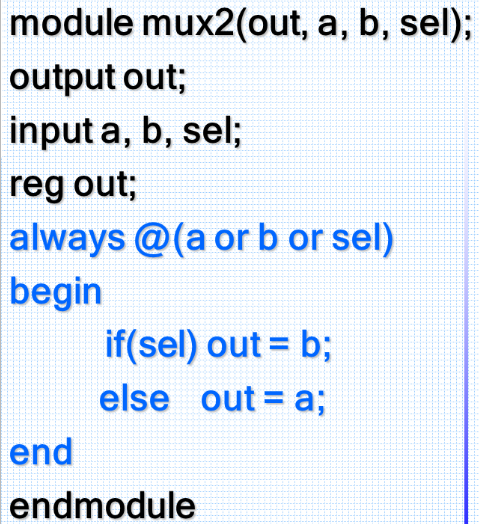 module mux2(out, a, b, sel);
output out;
input a, b, sel;
reg out;
always @(a or b or sel)
begin
if(sel) out = b;
else out = a;
end
endmodule